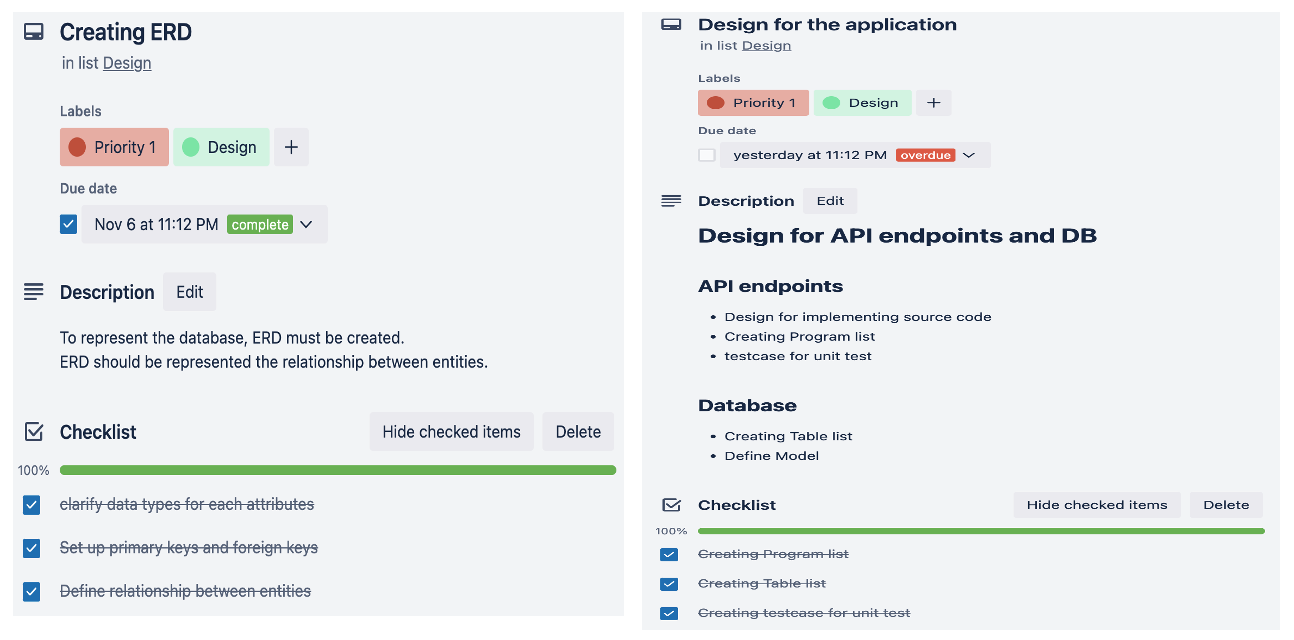 Creating ERD
in list Design
Labels
Priority 1 Design +
Due date
Nov 6 at 11:12 PM complete
Description Edit
To represent the database, ERD must be created.
ERD should be represented the relationship between entities.
Checklist Hide checked items Delete
100%
clarify data types for each attributes
Set up primary keys and foreign keys
Define relationship between entities
Design for the application
in list Design
Labels
Priority 1 Design +
Due date
yesterday at 11:12 PM overdue
Description Edit
Design for API endpoints and DB
API endpoints
• Design for implementing source code
• Creating Program list
• testcase for unit test
Database
• Creating Table list
• Define Model
Checklist Hide checked items Delete
100%
Creating Program list
Creating Table list
Creating testcase for unit test